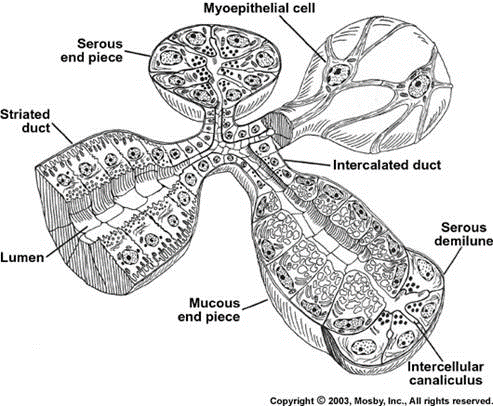 Myoepithelial cell
Serous
end piece
Striated
duct
Intercalated duct
Serous
demilune
Lumen
Mucous
end piece
Intercellular
canaliculus
Copyright © 2003, Mosby, Inc., All rights reserved.